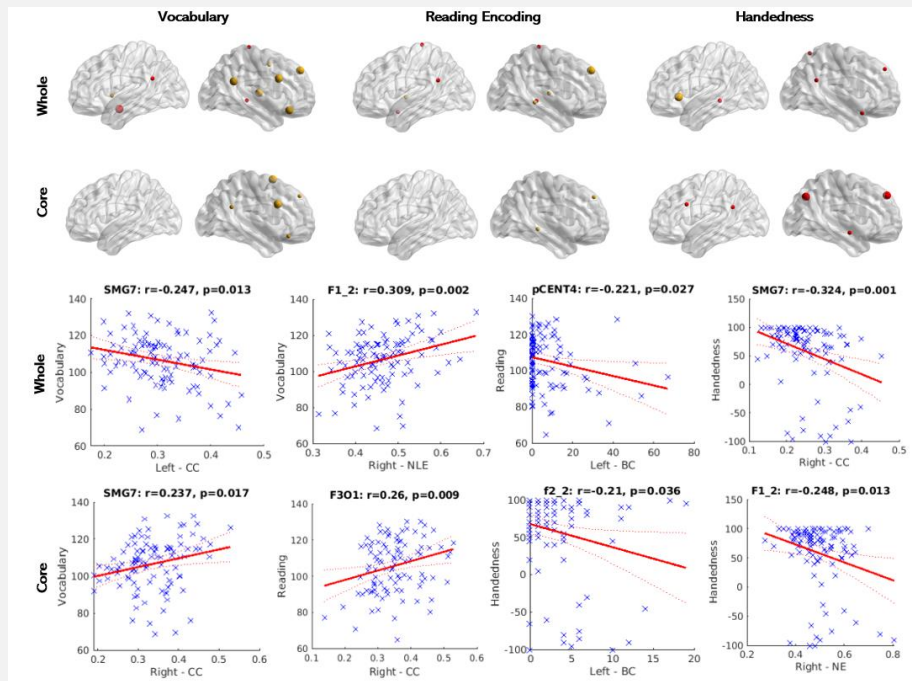 Vocabulary Reading Encoding Handedness
Whole
Core
Whole
SMG7: r=-0.247, p=0.013
140
120
100
80
60
Vocabulary
0.2 0.3 0.4 0.5
Left - CC
F1_2: r=0.309, p=0.002
140
120
100
80
60
Vocabulary
0.3 0.4 0.5 0.6 0.7
Right - NLE
pCENT4: r=-0.221, p=0.027
140
120
100
80
60
Reading
0 20 40 60 80
Left - BC
SMG7: r=-0.324, p=0.001
150
100
50
0
-50
-100
Handedness
0.1 0.2 0.3 0.4 0.5
Right - CC
Core
SMG7: r=0.237, p=0.017
140
120
100
80
60
Vocabulary
0.2 0.3 0.4 0.5 0.6
Right - CC
F3O1: r=0.26, p=0.009
140
120
100
80
60
Reading
0.1 0.2 0.3 0.4 0.5 0.6
Right - CC
f2_2: r=-0.21, p=0.036
100
50
0
-50
-100
Handedness
0 5 10 15 20
Left - BC
F1_2: r=-0.248, p=0.013
150
100
50
0
-50
-100
Handedness
0.4 0.6 0.8
Right - NE